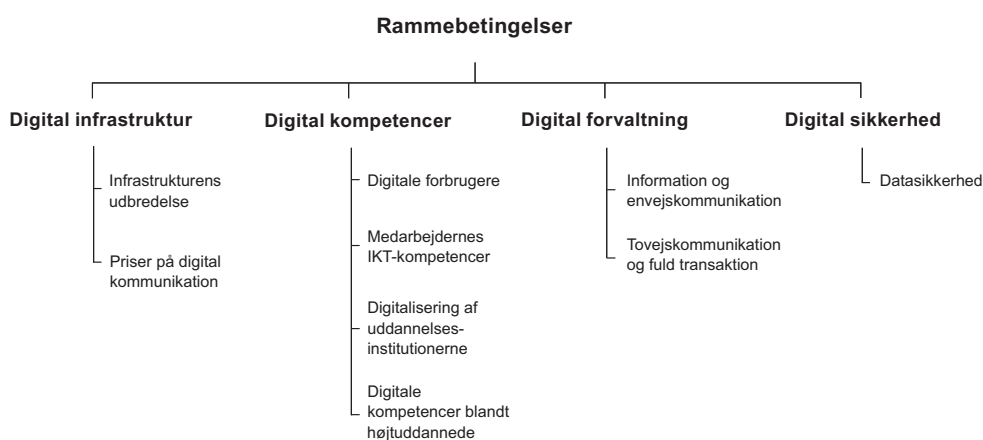 Rammebetingelser
Digital infrastruktur
Infrastrukturens
udbredelse
Priser på digital
kommunikation
Digital kompetencer
Digitale forbrugere
Medarbejdernes
IKT-kompetencer
Digitalisering af
uddannelses-
institutionerne
Digitale
kompetencer blandt
højtuddannede
Digital forvaltning
Information og
envejskommunikation
Tovejskommunikation
og fuld transaktion
Digital sikkerhed
Datasikkerhed